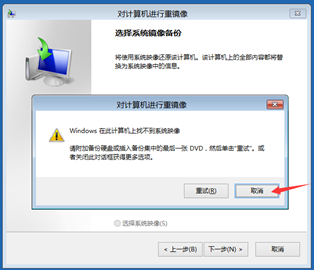 对计算机进行重镜像
选择系统镜像备份
将使用系统映像还原该计算机。该计算机上的全部内容都将替
换为系统映像中的信息。
对计算机进行重镜像
Windows 在此计算机上找不到系统映像
请附加备份硬盘或插入备份集中的最后一张 DVD，然后单击"重试"。或
者关闭此对话框获得更多选项。
重试(R) 取消
选择系统映像(S)
< 上一步(B) 下一步(N) > 取消